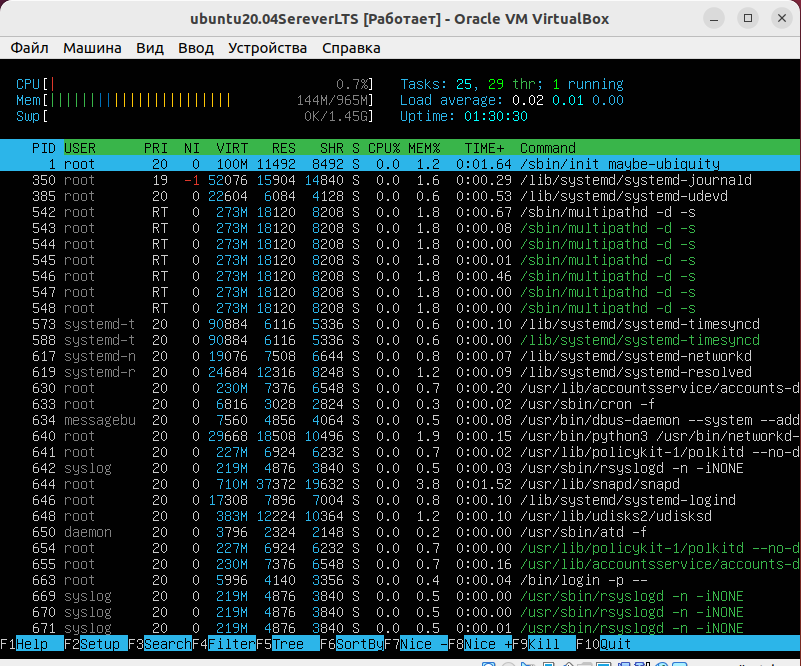 ubuntu20.04SereverLTS [Работает] - Oracle VM VirtualBox
Файл Машина Вид Ввод Устройства Справка
CPU[| 0.7%] Tasks: 25, 29 thr; 1 running
Mem[||||||||||||||||||||||| 144M/965M] Load average: 0.02 0.01 0.00
Swp[ 0K/1.45G] Uptime: 01:30:30
PID USER PRI NI VIRT RES SHR S CPU% MEM% TIME+ Command
1 root 20 0 100M 11492 8492 S 0.0 1.2 0:01.64 /sbin/init maybe-ubiquity
350 root 19 -1 52076 15904 14840 S 0.0 1.6 0:00.29 /lib/systemd/systemd-journald
385 root 20 0 22604 6084 4128 S 0.0 0.6 0:00.53 /lib/systemd/systemd-udevd
542 root RT 0 273M 18120 8208 S 0.0 1.8 0:00.67 /sbin/multipathd -d -s
543 root RT 0 273M 18120 8208 S 0.0 1.8 0:00.08 /sbin/multipathd -d -s
544 root RT 0 273M 18120 8208 S 0.0 1.8 0:00.00 /sbin/multipathd -d -s
545 root RT 0 273M 18120 8208 S 0.0 1.8 0:00.01 /sbin/multipathd -d -s
546 root RT 0 273M 18120 8208 S 0.0 1.8 0:00.46 /sbin/multipathd -d -s
547 root RT 0 273M 18120 8208 S 0.0 1.8 0:00.00 /sbin/multipathd -d -s
548 root RT 0 273M 18120 8208 S 0.0 1.8 0:00.00 /sbin/multipathd -d -s
573 systemd-t 20 0 90884 6116 5336 S 0.0 0.6 0:00.10 /lib/systemd/systemd-timesyncd
588 systemd-t 20 0 90884 6116 5336 S 0.0 0.6 0:00.00 /lib/systemd/systemd-timesyncd
617 systemd-n 20 0 19076 7508 6644 S 0.0 0.8 0:00.07 /lib/systemd/systemd-networkd
619 systemd-r 20 0 24684 12316 8248 S 0.0 1.2 0:00.09 /lib/systemd/systemd-resolved
630 root 20 0 230M 7376 6548 S 0.0 0.7 0:00.20 /usr/lib/accountsservice/accounts-d
633 root 20 0 6816 3028 2824 S 0.0 0.3 0:00.02 /usr/sbin/cron -f
634 messagebu 20 0 7560 4856 4064 S 0.0 0.5 0:00.08 /usr/bin/dbus-daemon --system --add
640 root 20 0 29668 18508 10496 S 0.0 1.9 0:00.15 /usr/bin/python3 /usr/bin/networkd-
641 root 20 0 227M 6924 6232 S 0.0 0.7 0:00.02 /usr/lib/policykit-1/polkitd --no-d
642 syslog 20 0 219M 4876 3840 S 0.0 0.5 0:00.03 /usr/sbin/rsyslogd -n -iNONE
644 root 20 0 710M 37372 19632 S 0.0 3.8 0:01.52 /usr/lib/snapd/snapd
646 root 20 0 17308 7896 7004 S 0.0 0.8 0:00.10 /lib/systemd/systemd-logind
648 root 20 0 383M 12224 10364 S 0.0 1.2 0:00.10 /usr/lib/udisks2/udisksd
650 daemon 20 0 3796 2324 2148 S 0.0 0.2 0:00.00 /usr/sbin/atd -f
654 root 20 0 227M 6924 6232 S 0.0 0.7 0:00.00 /usr/lib/policykit-1/polkitd --no-d
655 root 20 0 230M 7376 6548 S 0.0 0.7 0:00.16 /usr/lib/accountsservice/accounts-d
663 root 20 0 5996 4140 3356 S 0.0 0.4 0:00.04 /bin/login -p --
669 syslog 20 0 219M 4876 3840 S 0.0 0.5 0:00.00 /usr/sbin/rsyslogd -n -iNONE
670 syslog 20 0 219M 4876 3840 S 0.0 0.5 0:00.00 /usr/sbin/rsyslogd -n -iNONE
671 syslog 20 0 219M 4876 3840 S 0.0 0.5 0:00.01 /usr/sbin/rsyslogd -n -iNONE
F1Help F2Setup F3SearchF4FilterF5Tree F6SortByF7Nice -F8Nice +F9Kill F10Quit